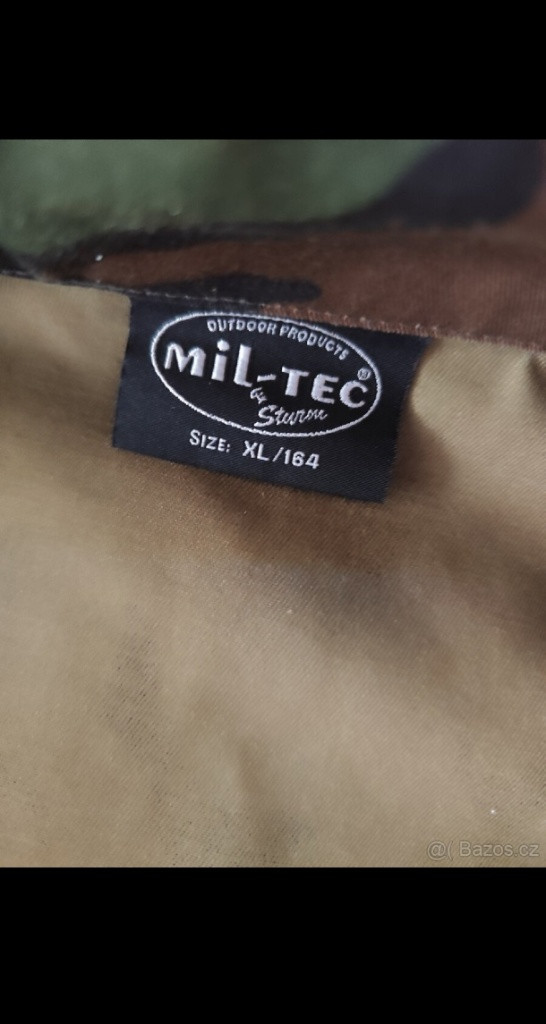 OUTDOOR PRODUCTS
MiL-TEC®
by Sturm
SIZE: XL/164
@( Bazos.cz